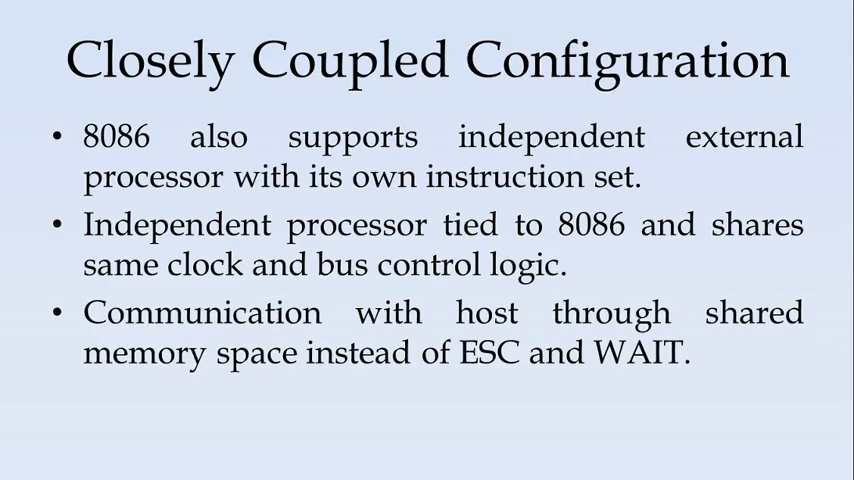 Closely Coupled Configuration
• 8086 also supports independent external
processor with its own instruction set.
• Independent processor tied to 8086 and shares
same clock and bus control logic.
• Communication with host through shared
memory space instead of ESC and WAIT.